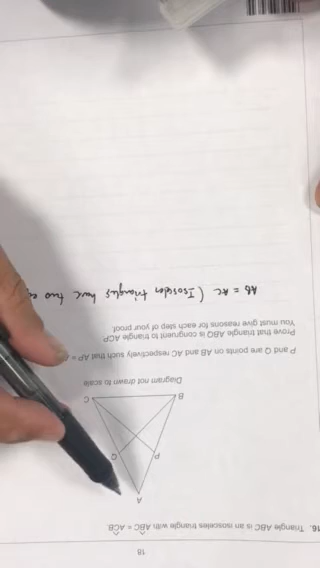 18
16. Triangle ABC is an isosceles triangle with AB̂C = AĈB.
A
P
Q
B
C
Diagram not drawn to scale
P and Q are points on AB and AC respectively such that AP =
Prove that triangle ABQ is congruent to triangle ACP
You must give reasons for each step of your proof.
AB = AC (Isosceles triangles have two